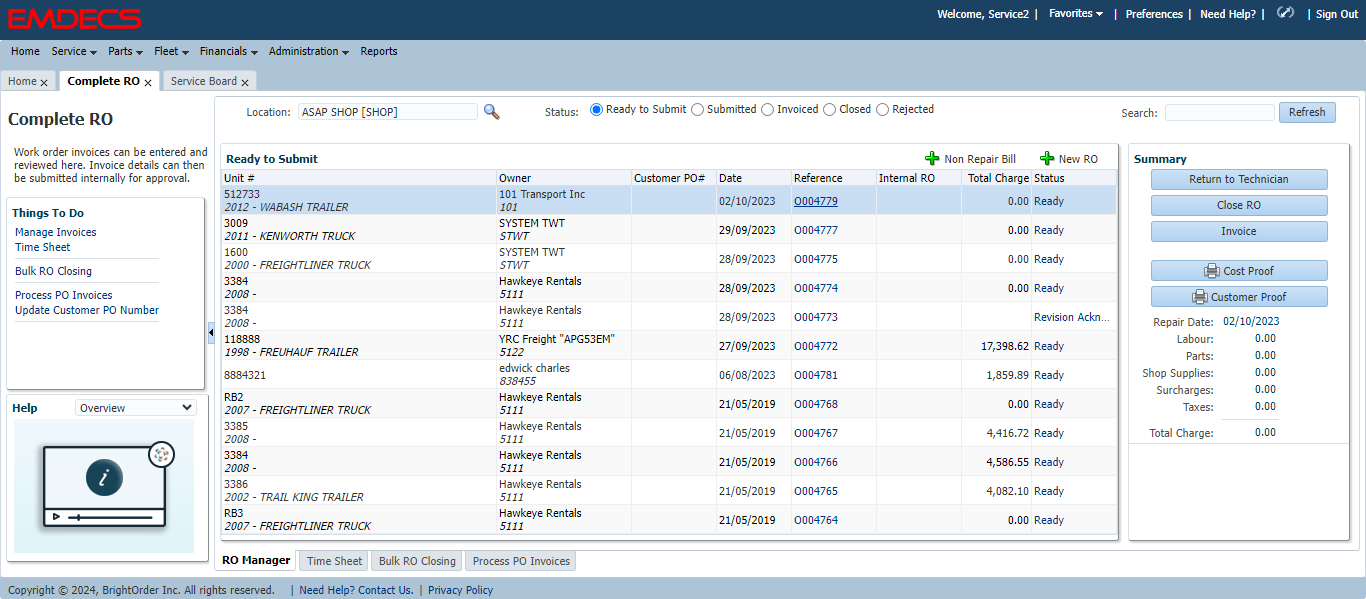 EMDECS
Welcome, Service2 | Favorites | Preferences | Need Help? | | Sign Out
Home Service Parts Fleet Financials Administration Reports
Home x Complete RO x Service Board x
Complete RO
Work order invoices can be entered and
reviewed here. Invoice details can then
be submitted internally for approval.
Things To Do
Manage Invoices
Time Sheet
Bulk RO Closing
Process PO Invoices
Update Customer PO Number
Help Overview
i
Location: ASAP SHOP [SHOP] Status: Ready to Submit Submitted Invoiced Closed Rejected Search: Refresh
Ready to Submit Non Repair Bill New RO
Unit # Owner Customer PO# Date Reference Internal RO Total Charge Status
512733 101 Transport Inc
2012 - WABASH TRAILER 101 02/10/2023 O004779 0.00 Ready
3009 SYSTEM TWT
2011 - KENWORTH TRUCK STWT 29/09/2023 O004777 0.00 Ready
1600 SYSTEM TWT
2000 - FREIGHTLINER TRUCK STWT 28/09/2023 O004775 0.00 Ready
3384 Hawkeye Rentals
2008 - 5111 28/09/2023 O004774 0.00 Ready
3384 Hawkeye Rentals
2008 - 5111 28/09/2023 O004773 Revision Ackn...
118888 YRC Freight "APG53EM"
1998 - FREUHAUF TRAILER 5122 27/09/2023 O004772 17,398.62 Ready
8884321 edwick charles
838455 06/08/2023 O004781 1,859.89 Ready
RB2 Hawkeye Rentals
2007 - FREIGHTLINER TRUCK 5111 21/05/2019 O004768 0.00 Ready
3385 Hawkeye Rentals
2008 - 5111 21/05/2019 O004767 4,416.72 Ready
3384 Hawkeye Rentals
2008 - 5111 21/05/2019 O004766 4,586.55 Ready
3386 Hawkeye Rentals
2002 - TRAIL KING TRAILER 5111 21/05/2019 O004765 4,082.10 Ready
RB3 Hawkeye Rentals
2007 - FREIGHTLINER TRUCK 5111 21/05/2019 O004764 0.00 Ready
Summary
Return to Technician
Close RO
Invoice
Cost Proof
Customer Proof
Repair Date: 02/10/2023
Labour: 0.00
Parts: 0.00
Shop Supplies: 0.00
Surcharges: 0.00
Taxes: 0.00
Total Charge: 0.00
RO Manager Time Sheet Bulk RO Closing Process PO Invoices
Copyright © 2024, BrightOrder Inc. All rights reserved. | Need Help? Contact Us. | Privacy Policy